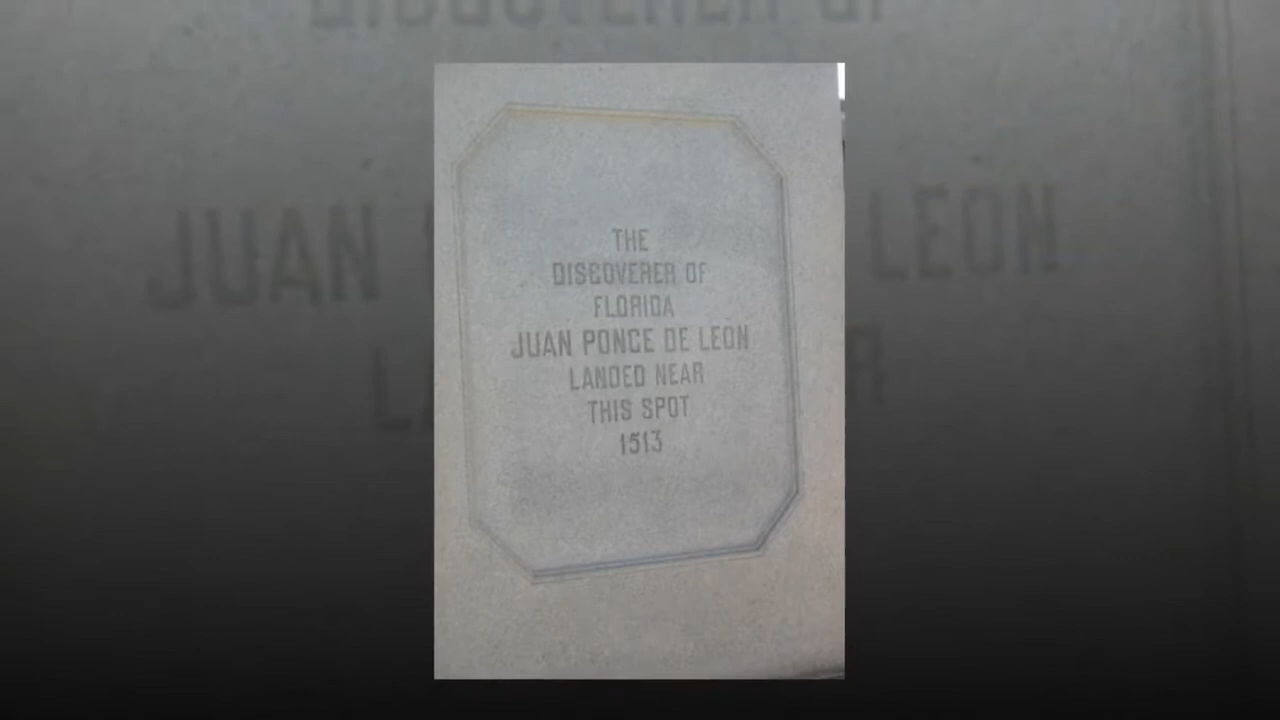 THE
DISCOVERER OF
FLORIDA
JUAN PONCE DE LEON
LANDED NEAR
THIS SPOT
1513